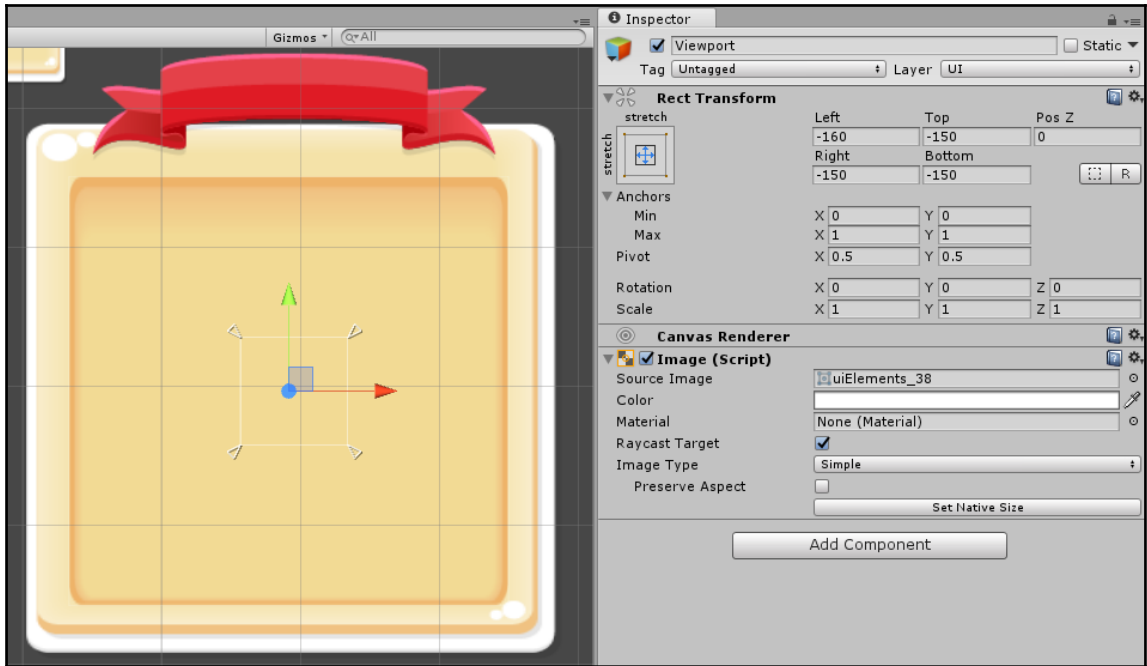 Gizmos
All
Inspector
Viewport
Static
Tag Untagged Layer UI
Rect Transform
stretch
stretch
Left Top Pos Z
-160 -150 0
Right Bottom
-150 -150
R
Anchors
Min X 0 Y 0
Max X 1 Y 1
Pivot X 0.5 Y 0.5
Rotation X 0 Y 0 Z 0
Scale X 1 Y 1 Z 1
Canvas Renderer
Image (Script)
Source Image uiElements_38
Color
Material None (Material)
Raycast Target
Image Type Simple
Preserve Aspect
Set Native Size
Add Component